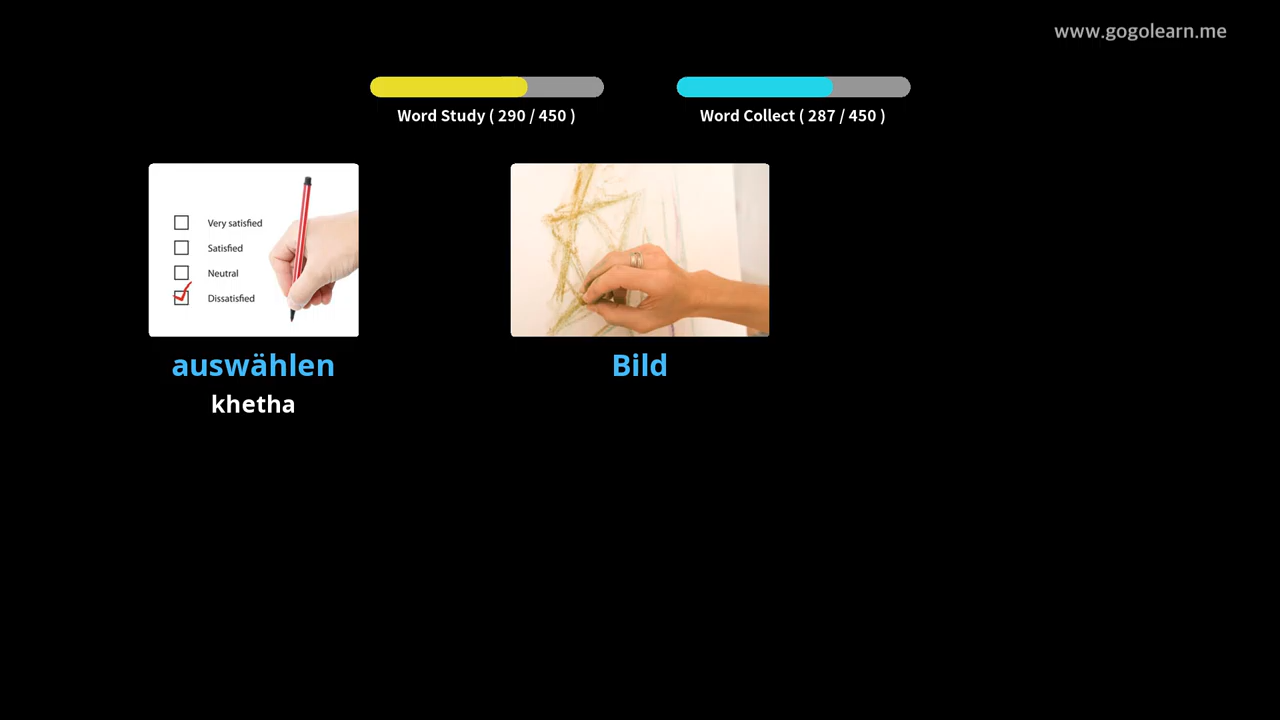 www.gogolearn.me
Word Study ( 290 / 450 )
Word Collect ( 287 / 450 )
Very satisfied
Satisfied
Neutral
Dissatisfied
auswählen
khetha
Bild